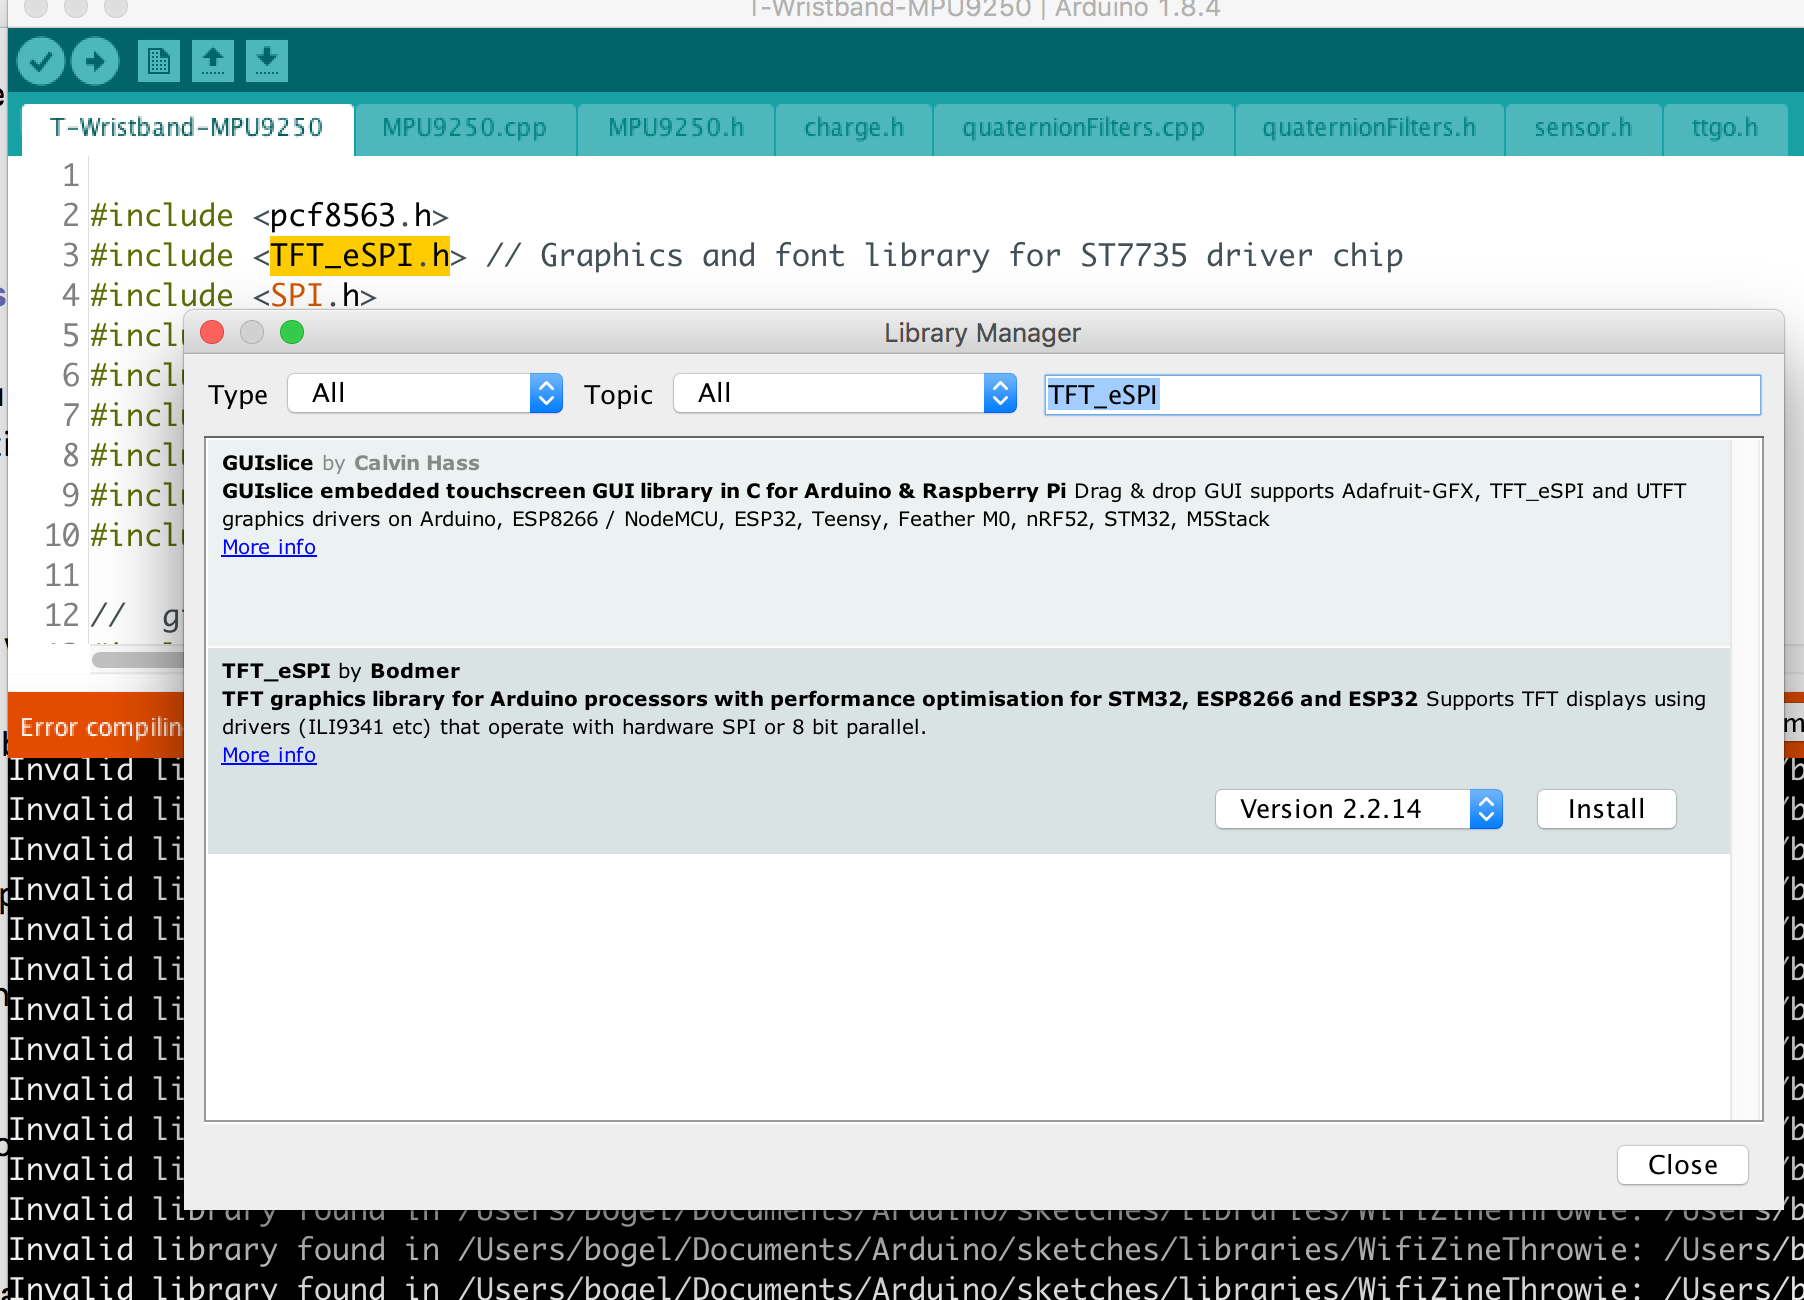 T-Wristband-MPU9250 | Arduino 1.8.4
T-Wristband-MPU9250 MPU9250.cpp MPU9250.h charge.h quaternionFilters.cpp quaternionFilters.h sensor.h ttgo.h
1
2 #include <pcf8563.h>
3 #include <TFT_eSPI.h> // Graphics and font library for ST7735 driver chip
4 #include <SPI.h>
5 #incl
6 #incl
7 #incl
8 #incl
9 #incl
10 #incl
11
12 //
Library Manager
Type All Topic All TFT_eSPI
GUIslice by Calvin Hass
GUIslice embedded touchscreen GUI library in C for Arduino & Raspberry Pi Drag & drop GUI supports Adafruit-GFX, TFT_eSPI and UTFT
graphics drivers on Arduino, ESP8266 / NodeMCU, ESP32, Teensy, Feather M0, nRF52, STM32, M5Stack
More info
TFT_eSPI by Bodmer
TFT graphics library for Arduino processors with performance optimisation for STM32, ESP8266 and ESP32 Supports TFT displays using
drivers (ILI9341 etc) that operate with hardware SPI or 8 bit parallel.
More info
Version 2.2.14 Install
Close
Error compilin
Invalid li
Invalid li
Invalid li
Invalid li
Invalid li
Invalid li
Invalid li
Invalid li
Invalid li
Invalid li
Invalid li
Invalid library found in /Users/bogel/Documents/Arduino/sketches/libraries/WifiZineThrowie: /Users/b
Invalid library found in /Users/bogel/Documents/Arduino/sketches/libraries/WifiZineThrowie: /Users/b
Invalid library found in /Users/bogel/Documents/Arduino/sketches/libraries/WifiZineThrowie: /Users/b